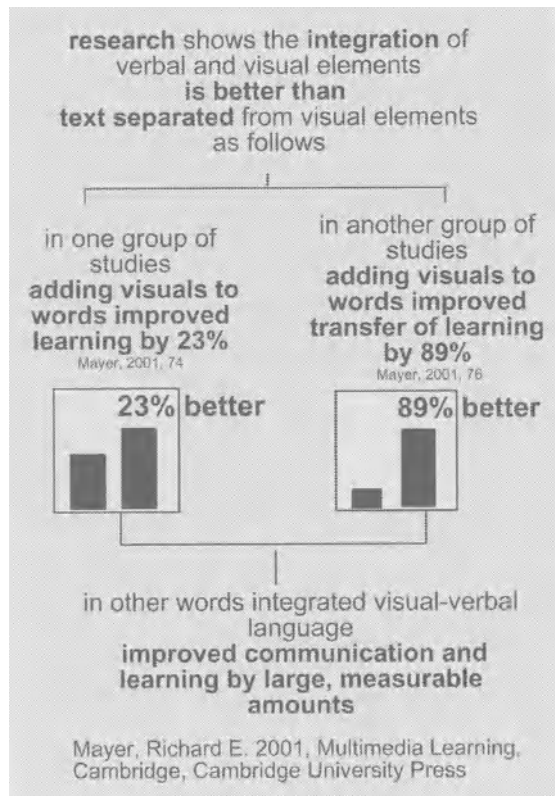 research shows the integration of
verbal and visual elements
is better than
text separated from visual elements
as follows
in one group of
studies
adding visuals to
words improved
learning by 23%
Mayer, 2001, 74
23% better
in another group of
studies
adding visuals to
words improved
transfer of learning
by 89%
Mayer, 2001, 76
89% better
in other words integrated visual-verbal
language
improved communication and
learning by large, measurable
amounts
Mayer, Richard E. 2001, Multimedia Learning,
Cambridge, Cambridge University Press